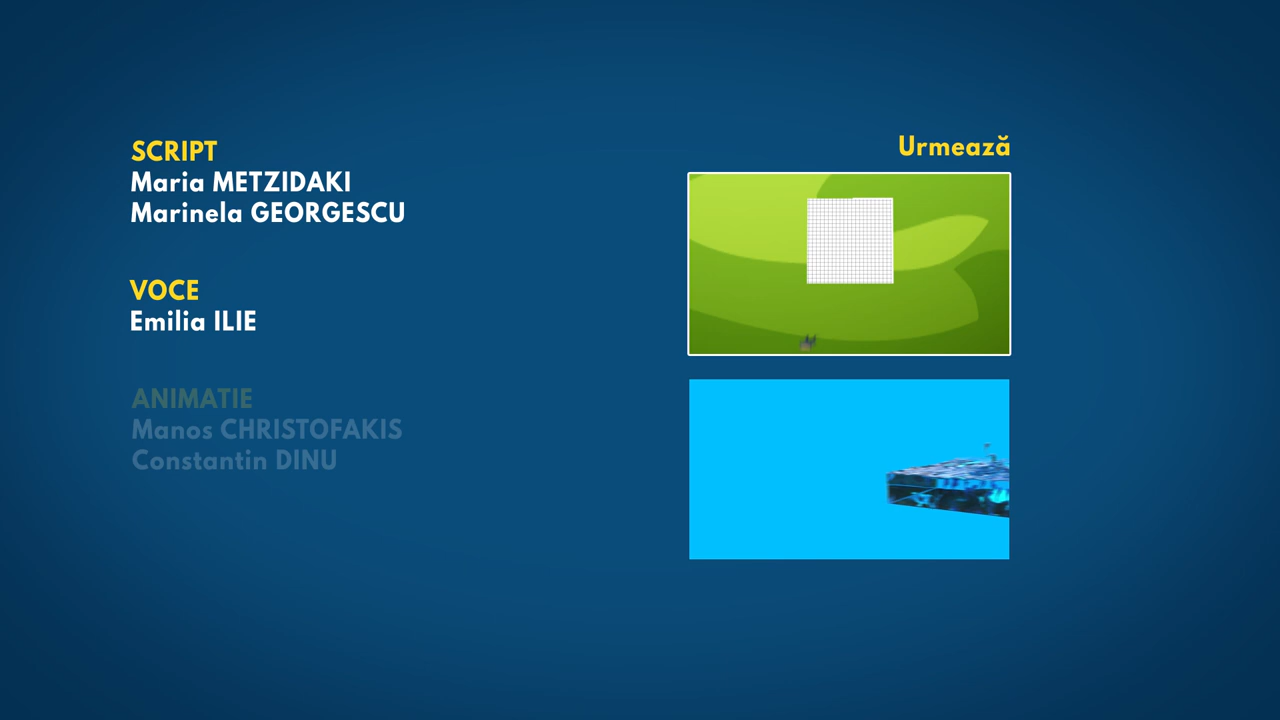 SCRIPT
Maria METZIDAKI
Marinela GEORGESCU
VOCE
Emilia ILIE
ANIMATIE
Manos CHRISTOFAKIS
Constantin DINU
Urmează